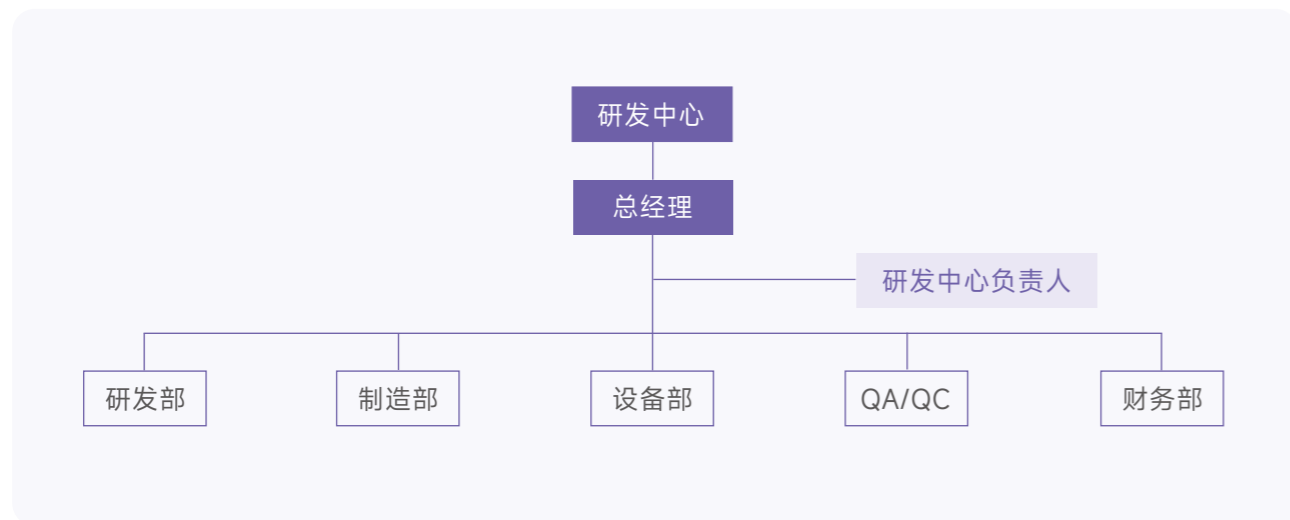 研发中心
总经理
研发中心负责人
研发部
制造部
设备部
QA/QC
财务部